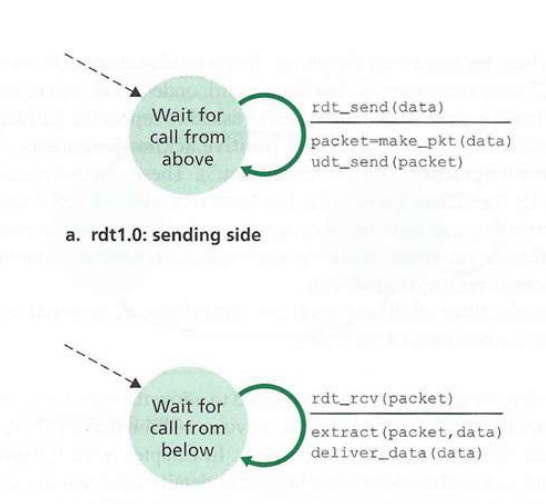 Wait for
call from
above
rdt_send(data)
packet=make_pkt(data)
udt_send(packet)
a. rdt1.0: sending side
Wait for
call from
below
rdt_rcv(packet)
extract(packet,data)
deliver_data(data)